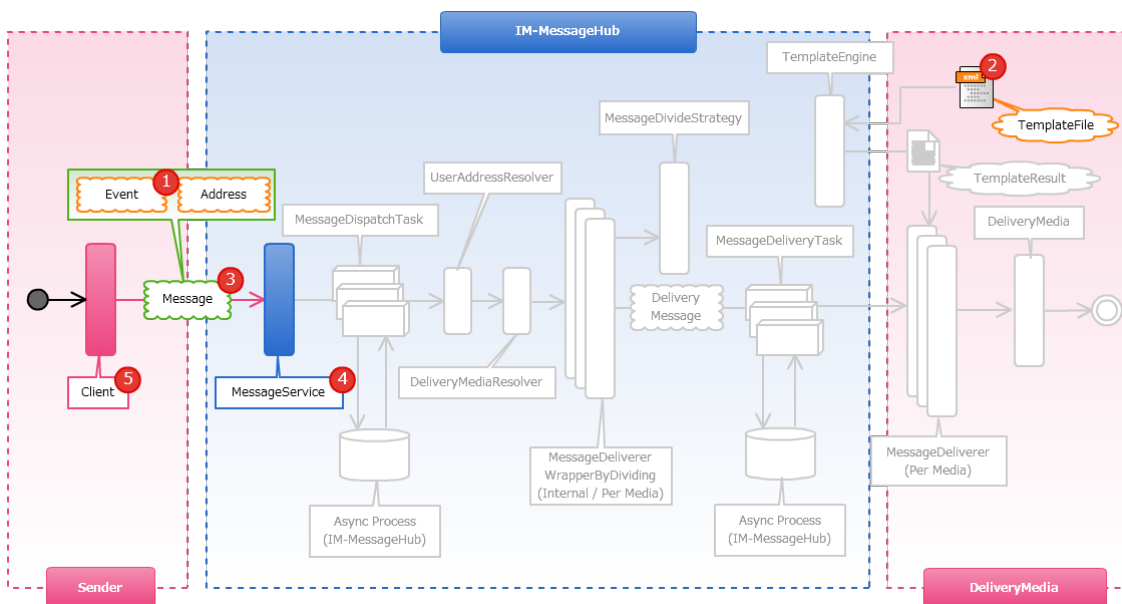 IM-MessageHub
TemplateEngine
2
xml
TemplateFile
MessageDivideStrategy
TemplateResult
1
Event
Address
UserAddressResolver
MessageDispatchTask
DeliveryMedia
MessageDeliveryTask
3
Message
Delivery
Message
5
Client
4
MessageService
DeliveryMediaResolver
MessageDeliverer
WrapperByDividing
(Internal / Per Media)
MessageDeliverer
(Per Media)
Async Process
(IM-MessageHub)
Async Process
(IM-MessageHub)
Sender
DeliveryMedia